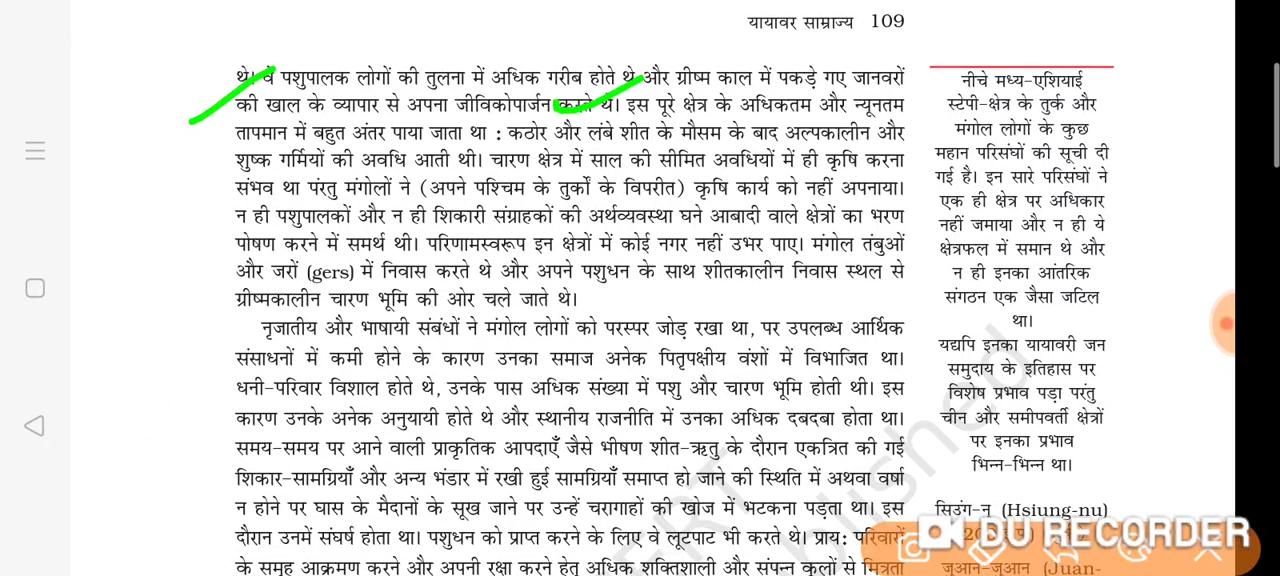 यायावर साम्राज्य 109
थे। वे पशुपालक लोगों की तुलना में अधिक गरीब होते थे और ग्रीष्म काल में पकड़े गए जानवरों
की खाल के व्यापार से अपना जीविकोपार्जन करते थे। इस पूरे क्षेत्र के अधिकतम और न्यूनतम
तापमान में बहुत अंतर पाया जाता था : कठोर और लंबे शीत के मौसम के बाद अल्पकालीन और
शुष्क गर्मियों की अवधि आती थी। चारण क्षेत्र में साल की सीमित अवधियों में ही कृषि करना
संभव था परंतु मंगोलों ने (अपने पश्चिम के तुर्कों के विपरीत) कृषि कार्य को नहीं अपनाया।
न ही पशुपालकों और न ही शिकारी संग्राहकों की अर्थव्यवस्था घने आबादी वाले क्षेत्रों का भरण
पोषण करने में समर्थ थी। परिणामस्वरूप इन क्षेत्रों में कोई नगर नहीं उभर पाए। मंगोल तंबुओं
और जरों (gers) में निवास करते थे और अपने पशुधन के साथ शीतकालीन निवास स्थल से
ग्रीष्मकालीन चारण भूमि की ओर चले जाते थे।
नृजातीय और भाषायी संबंधों ने मंगोल लोगों को परस्पर जोड़ रखा था, पर उपलब्ध आर्थिक
संसाधनों में कमी होने के कारण उनका समाज अनेक पितृपक्षीय वंशों में विभाजित था।
धनी-परिवार विशाल होते थे, उनके पास अधिक संख्या में पशु और चारण भूमि होती थी। इस
कारण उनके अनेक अनुयायी होते थे और स्थानीय राजनीति में उनका अधिक दबदबा होता था।
समय-समय पर आने वाली प्राकृतिक आपदाएँ जैसे भीषण शीत-ऋतु के दौरान एकत्रित की गई
शिकार-सामग्रियाँ और अन्य भंडार में रखी हुई सामग्रियाँ समाप्त हो जाने की स्थिति में अथवा वर्षा
न होने पर घास के मैदानों के सूख जाने पर उन्हें चरागाहों की खोज में भटकना पड़ता था। इस
दौरान उनमें संघर्ष होता था। पशुधन को प्राप्त करने के लिए वे लूटपाट भी करते थे। प्राय: परिवारों
के समूह आक्रमण करने और अपनी रक्षा करने हेतु अधिक शक्तिशाली और संपन्न कुलों से मित्रता
नीचे मध्य-एशियाई
स्टेपी-क्षेत्र के तुर्क और
मंगोल लोगों के कुछ
महान परिसंघों की सूची दी
गई है। इन सारे परिसंघों ने
एक ही क्षेत्र पर अधिकार
नहीं जमाया और न ही ये
क्षेत्रफल में समान थे और
न ही इनका आंतरिक
संगठन एक जैसा जटिल
था।
यद्यपि इनका यायावरी जन
समुदाय के इतिहास पर
विशेष प्रभाव पड़ा परंतु
चीन और समीपवर्ती क्षेत्रों
पर इनका प्रभाव
भिन्न-भिन्न था।
सिउंग-नु (Hsiung-nu)
जुआन-जुआन (Juan-
DU RECORDER